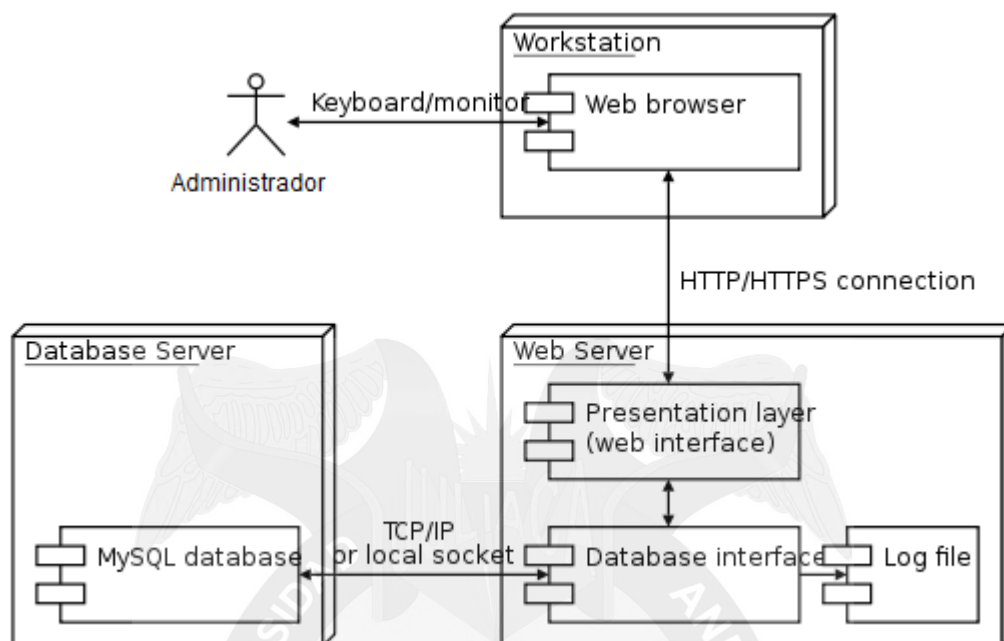 Workstation
Web browser
Keyboard/monitor
Administrador
HTTP/HTTPS connection
Database Server
Web Server
Presentation layer
(web interface)
MySQL database
TCP/IP
or local socket
Database interface
Log file